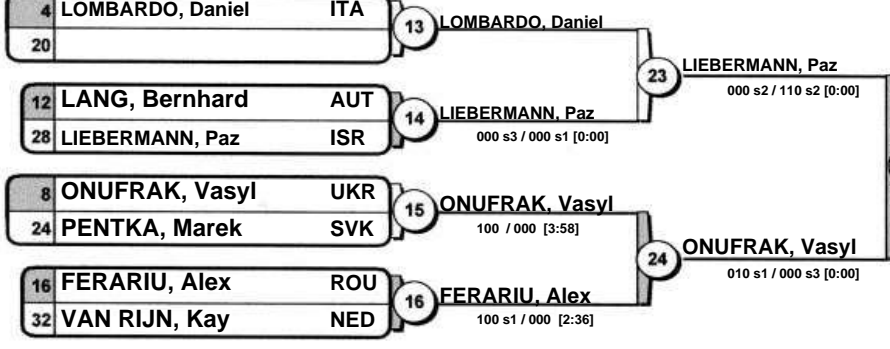 4 LOMBARDO, Daniel ITA
20
13
LOMBARDO, Daniel
12 LANG, Bernhard AUT
28 LIEBERMANN, Paz ISR
14
LIEBERMANN, Paz
000 s3 / 000 s1 [0:00]
23
LIEBERMANN, Paz
000 s2 / 110 s2 [0:00]
8 ONUFRAK, Vasyl UKR
24 PENTKA, Marek SVK
15
ONUFRAK, Vasyl
100 / 000 [3:58]
16 FERARIU, Alex ROU
32 VAN RIJN, Kay NED
16
FERARIU, Alex
100 s1 / 000 [2:36]
24
ONUFRAK, Vasyl
010 s1 / 000 s3 [0:00]